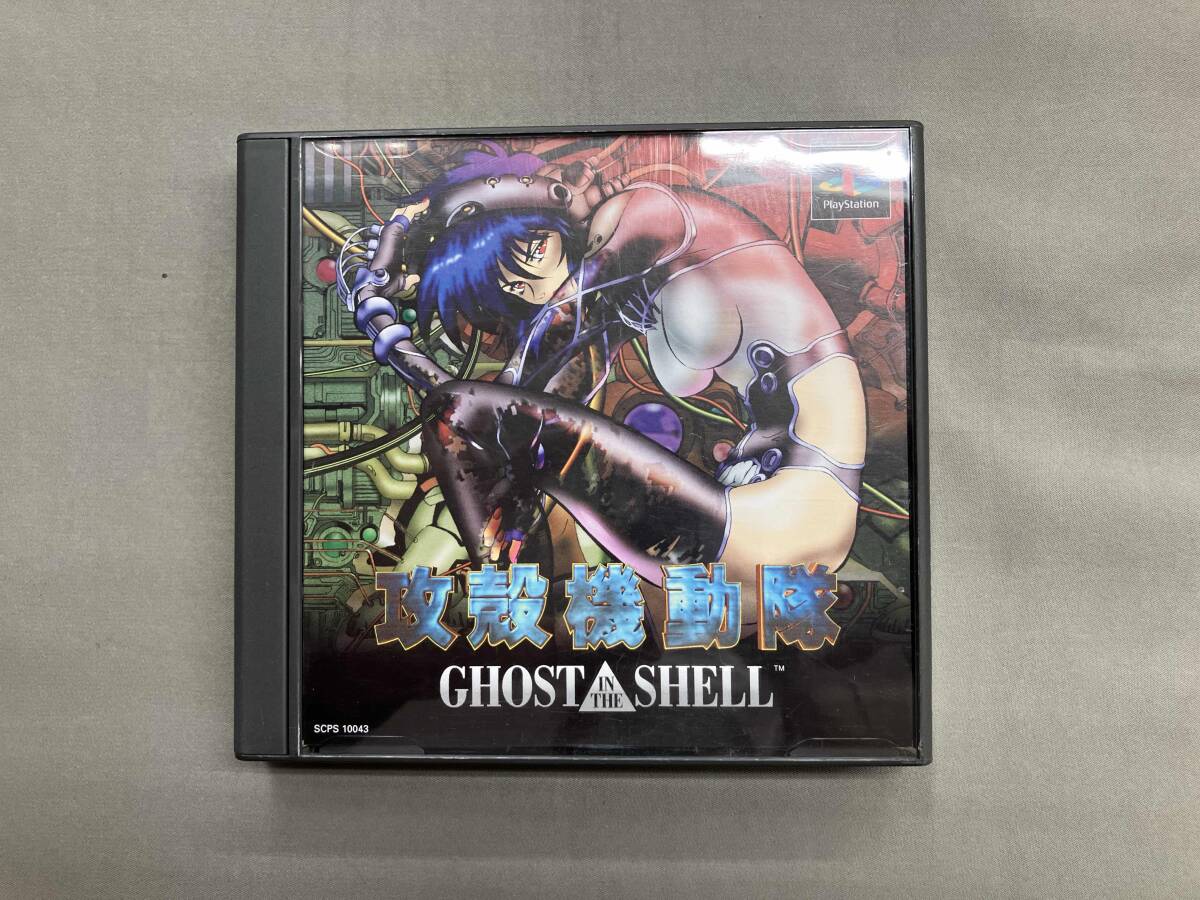 PlayStation
攻殻機動隊
GHOST IN THE SHELL™
SCPS 10043